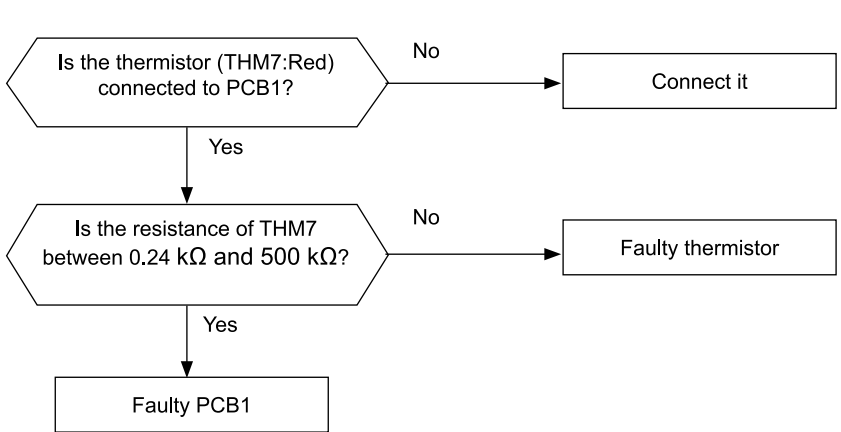 Is the thermistor (THM7:Red)
connected to PCB1?
No
Connect it
Yes
Is the resistance of THM7
between 0.24 kΩ and 500 kΩ?
No
Faulty thermistor
Yes
Faulty PCB1